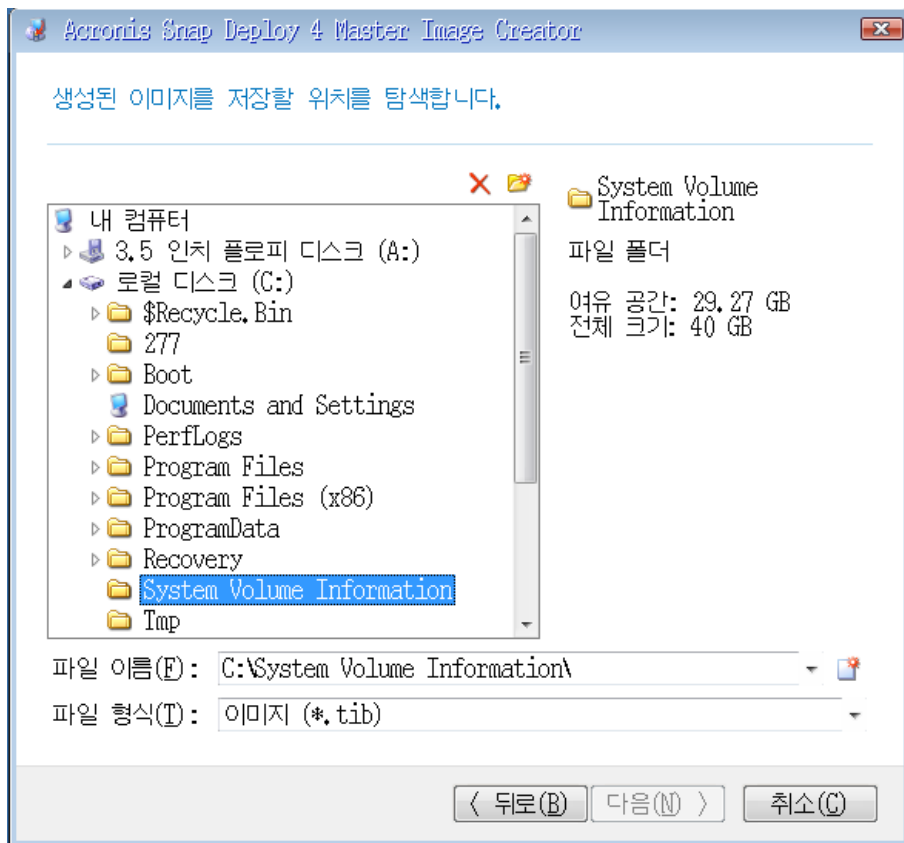 Acronis Snap Deploy 4 Master Image Creator
생성된 이미지를 저장할 위치를 탐색합니다.
System Volume
Information
파일 폴더
여유 공간: 29.27 GB
전체 크기: 40 GB
내 컴퓨터
3.5 인치 플로피 디스크 (A:)
로컬 디스크 (C:)
$Recycle.Bin
277
Boot
Documents and Settings
PerfLogs
Program Files
Program Files (x86)
ProgramData
Recovery
System Volume Information
Tmp
파일 이름(F): C:\System Volume Information\
파일 형식(T): 이미지 (*.tib)
< 뒤로(B) 다음(N) > 취소(C)